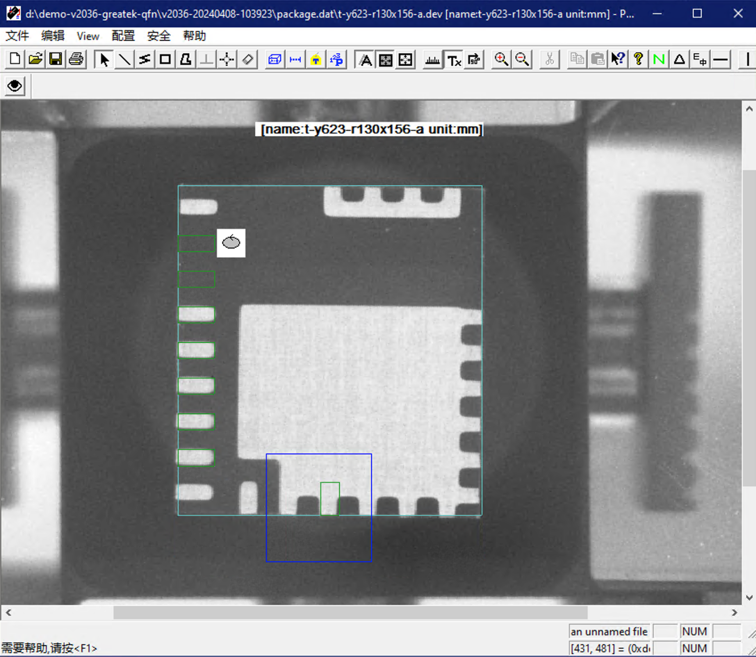 d:\demo-v2036-greatek-qfn\v2036-20240408-103923\package.dat\t-y623-r130x156-a.dev [name:t-y623-r130x156-a unit:mm] - P...
文件 编辑 View 配置 安全 帮助
[name:t-y623-r130x156-a unit:mm]
an unnamed file NUM
需要帮助,请按<F1> [431, 481] = (0xd NUM